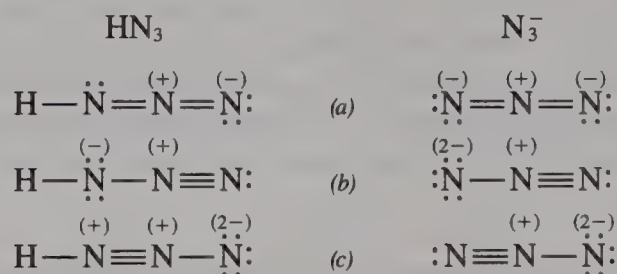 HN₃ N₃⁻
H—N̈=N⁽⁺⁾=N̤⁽⁻⁾: (a) :N̤⁽⁻⁾=N⁽⁺⁾=N̤⁽⁻⁾:
H—N̤̈⁽⁻⁾—N⁽⁺⁾≡N: (b) :N̤̈⁽²⁻⁾—N⁽⁺⁾≡N:
H—N⁽⁺⁾≡N⁽⁺⁾—N̤̈⁽²⁻⁾: (c) :N≡N⁽⁺⁾—N̤̈⁽²⁻⁾: